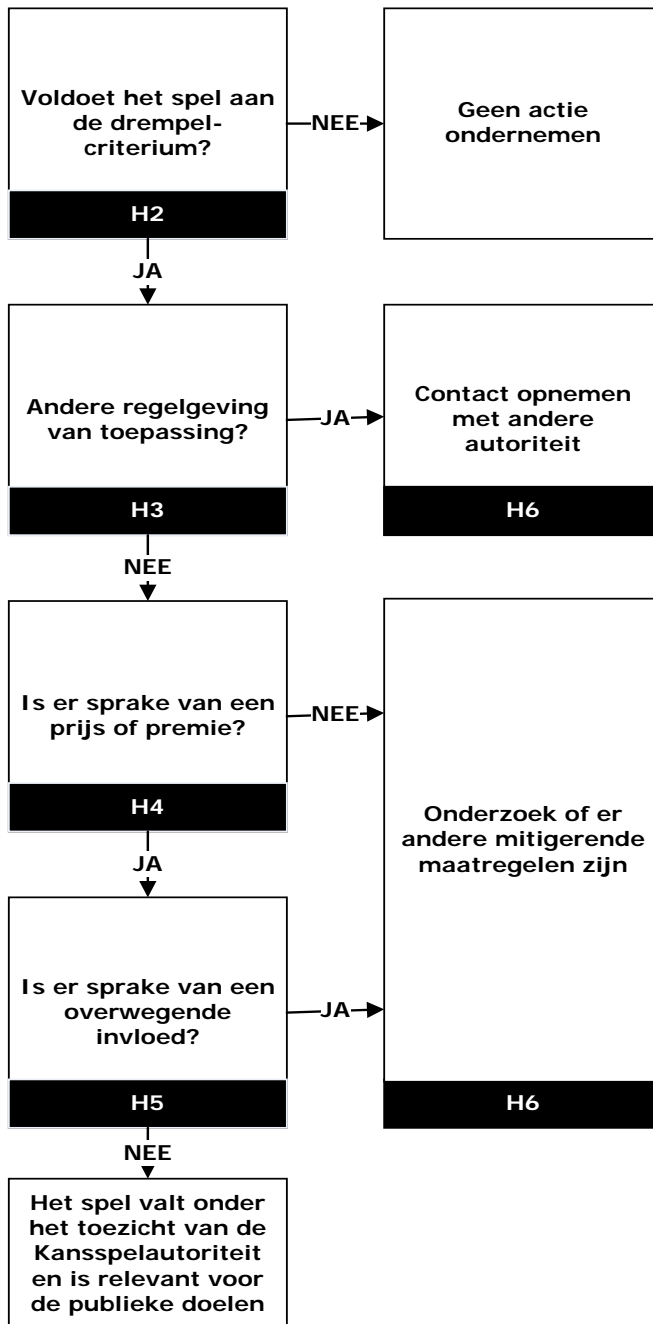 Voldoet het spel aan
de drempel-
criterium?
NEE
Geen actie
ondernemen
H2
JA
Andere regelgeving
van toepassing?
JA
Contact opnemen
met andere
autoriteit
H3
H6
NEE
Is er sprake van een
prijs of premie?
NEE
H4
Onderzoek of er
andere mitigerende
maatregelen zijn
JA
Is er sprake van een
overwegende
invloed?
JA
H5
H6
NEE
Het spel valt onder
het toezicht van de
Kansspelautoriteit
en is relevant voor
de publieke doelen